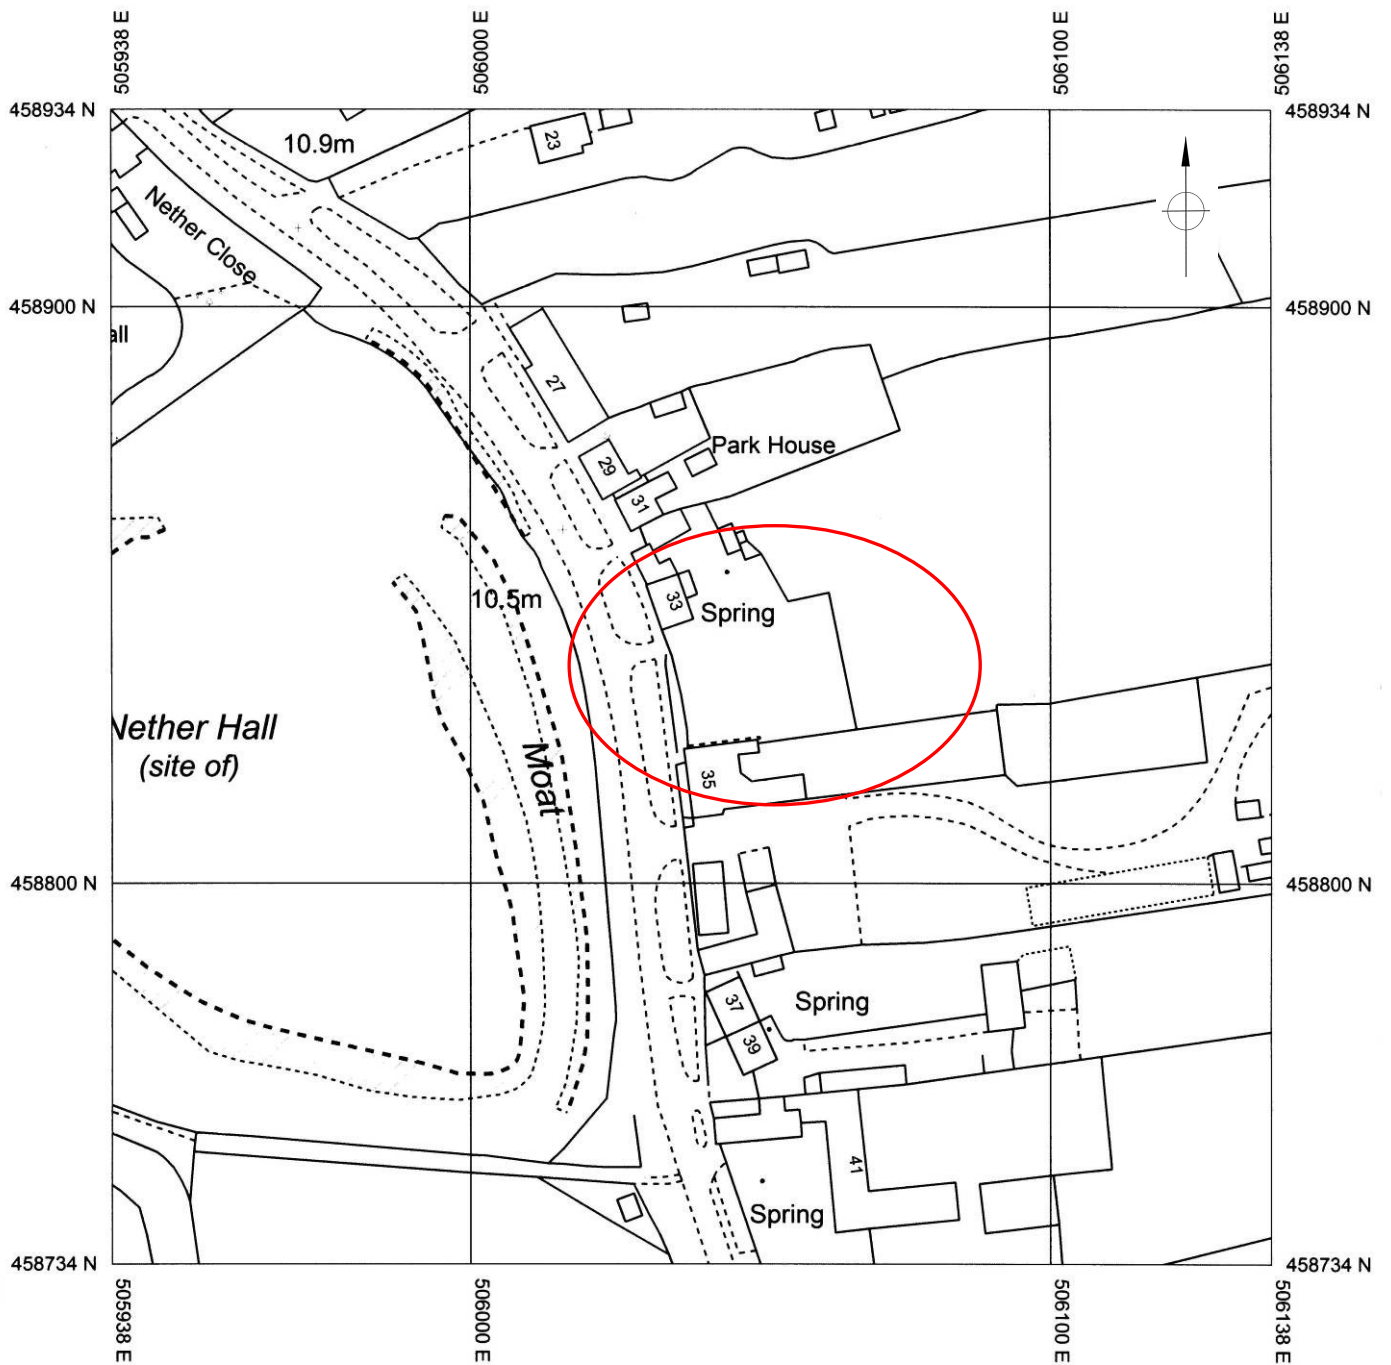 505938 E
506000 E
506100 E
506138 E
458934 N
458934 N
10.9m
23
Nether Close
458900 N
458900 N
all
27
Park House
29
31
10.5m
33
Spring
Nether Hall
(site of)
Moat
35
458800 N
458800 N
37
Spring
39
41
Spring
458734 N
458734 N
505938 E
506000 E
506100 E
506138 E